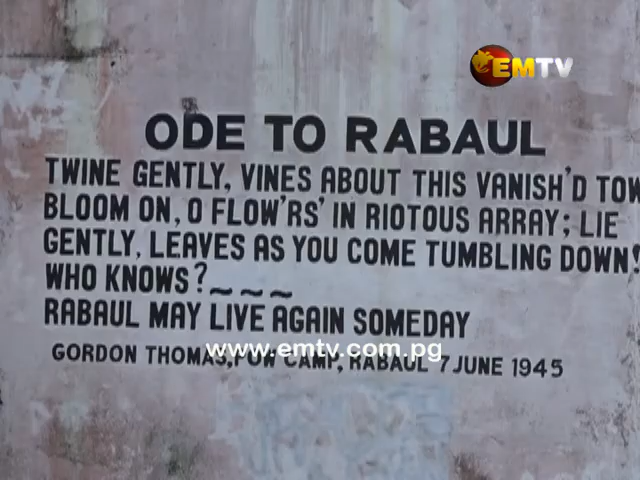 EMTV
ODE TO RABAUL
TWINE GENTLY, VINES ABOUT THIS VANISH'D
BLOOM ON, O FLOW'RS' IN RIOTOUS ARRAY; LIE
GENTLY, LEAVES AS YOU COME TUMBLING DOWN!
WHO KNOWS?~~~
RABAUL MAY LIVE AGAIN SOMEDAY
www.emtv.com.pg
GORDON THOMAS, POW CAMP, RABAUL 7 JUNE 1945